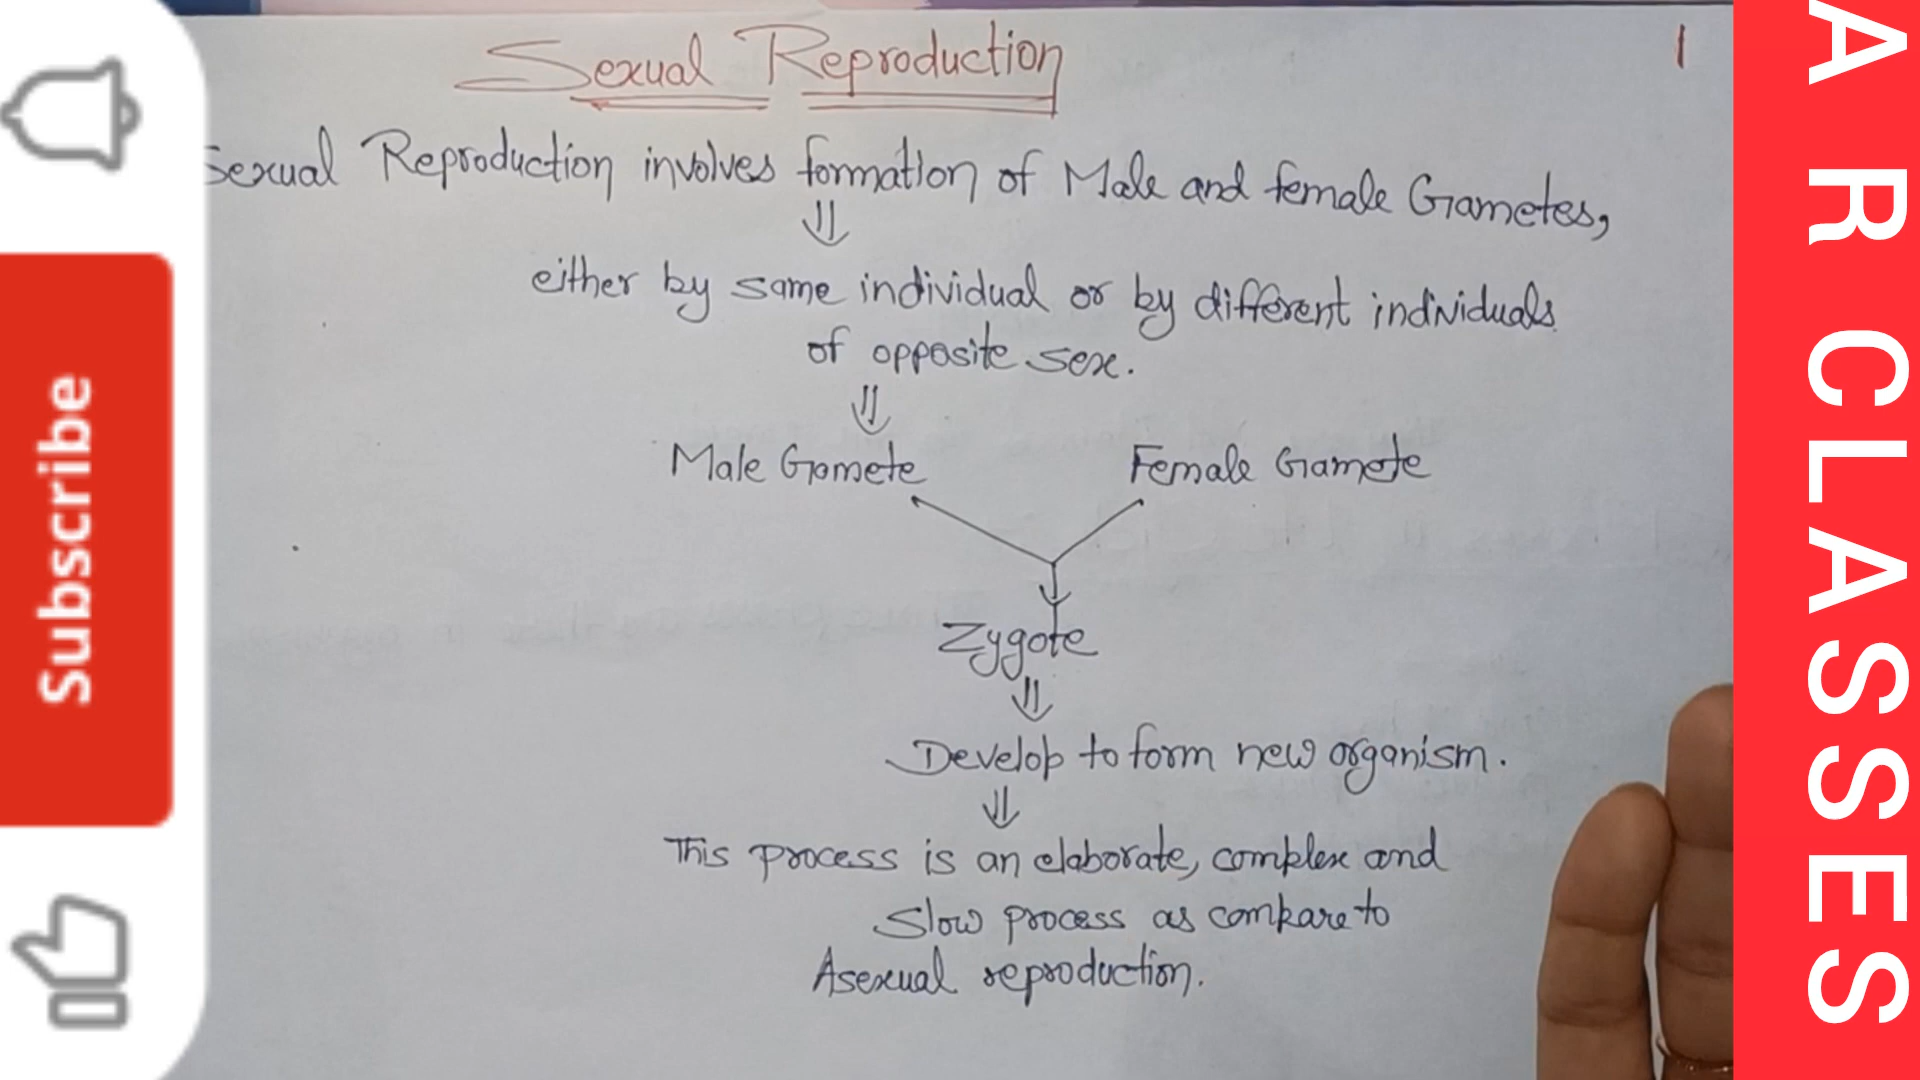 Sexual Reproduction
1
Sexual Reproduction involves formation of Male and female Gametes,
either by same individual or by different individuals
of opposite sex.
Male Gamete Female Gamete
Zygote
Develop to form new organism.
This process is an elaborate, complex and
Slow process as compare to
Asexual reproduction.
Subscribe
A R CLASSES